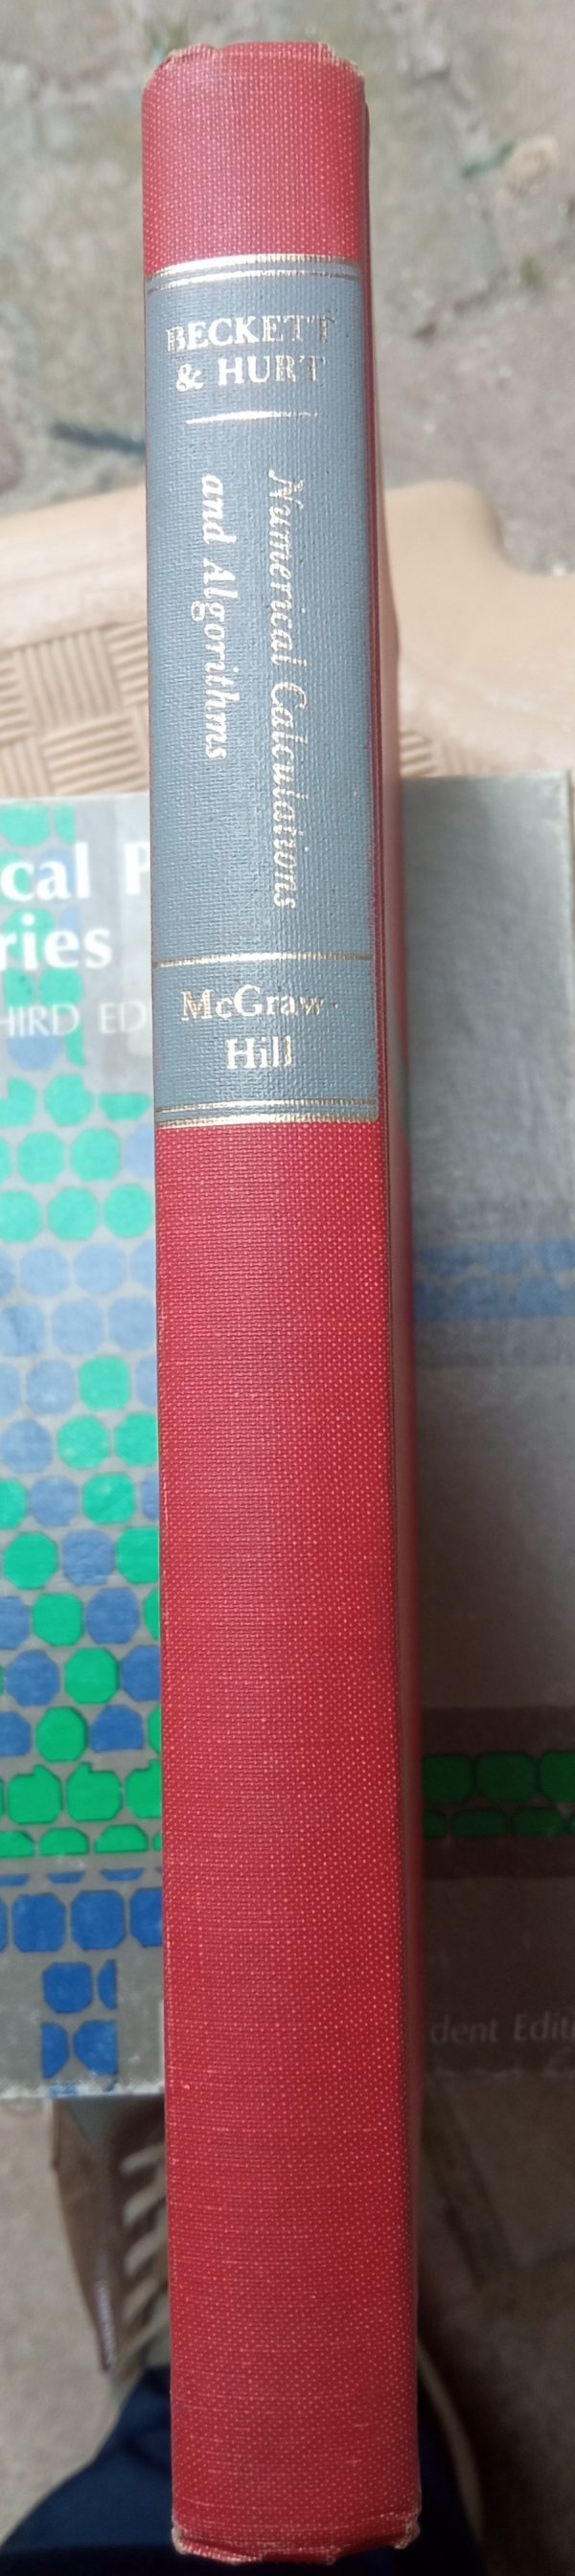 BECKETT
& HURT
Numerical Calculations
and Algorithms
McGraw-
Hill
cal P
ries
HIRD ED
dent Edit